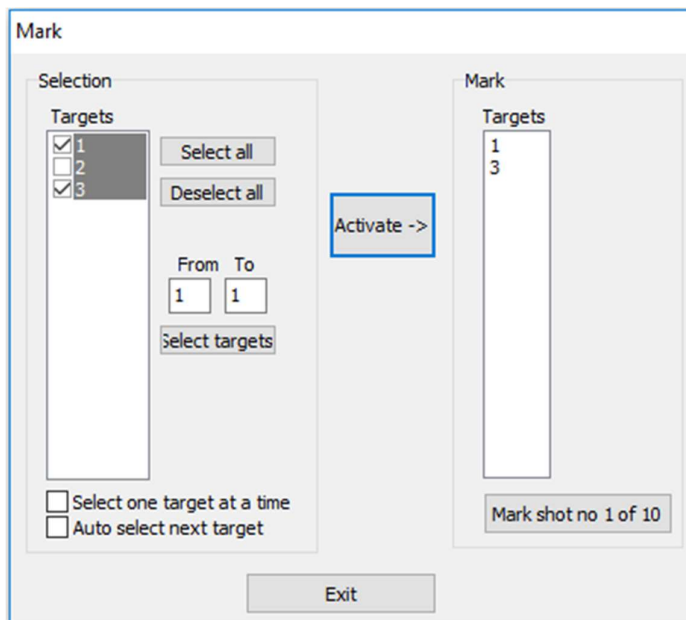 Mark
Selection
Targets
1
2
3
Select all
Deselect all
From To
1 1
Select targets
Select one target at a time
Auto select next target
Activate ->
Mark
Targets
1
3
Mark shot no 1 of 10
Exit